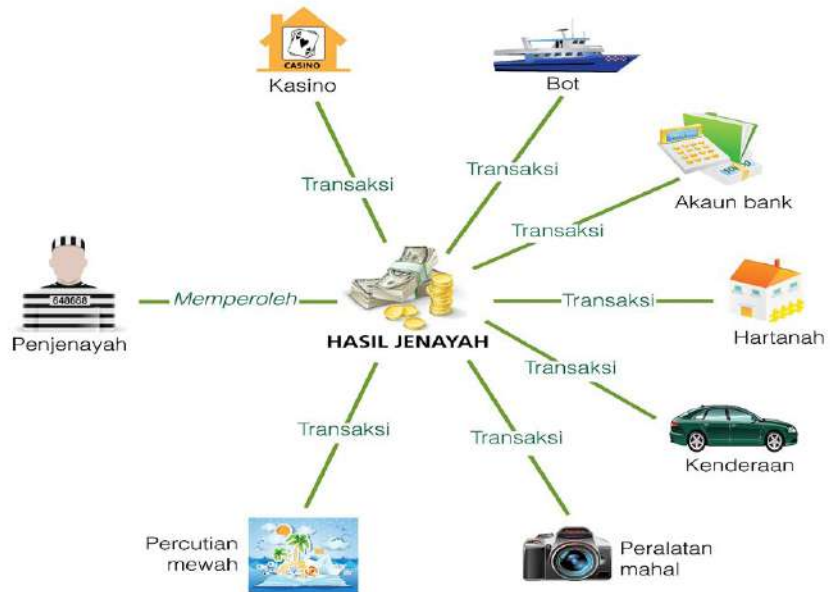 CASINO
Kasino
Bot
Transaksi
Transaksi
Akaun bank
Transaksi
648668
Penjenayah
Memperoleh
HASIL JENAYAH
Transaksi
Hartanah
Transaksi
Kenderaan
Transaksi
Transaksi
Percutian
mewah
Peralatan
mahal